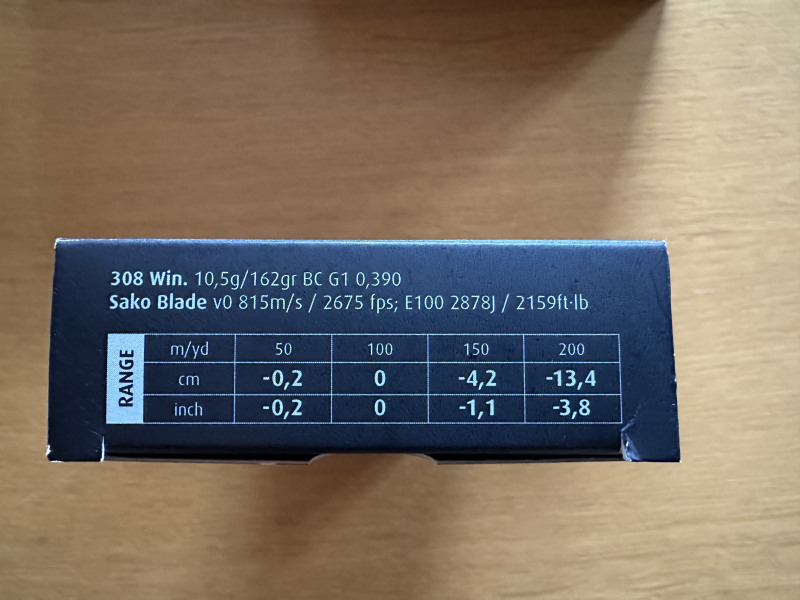 308 Win. 10,5g/162gr BC G1 0,390
Sako Blade v0 815m/s / 2675 fps; E100 2878J / 2159ft·lb
RANGE
m/yd 50 100 150 200
cm -0,2 0 -4,2 -13,4
inch -0,2 0 -1,1 -3,8